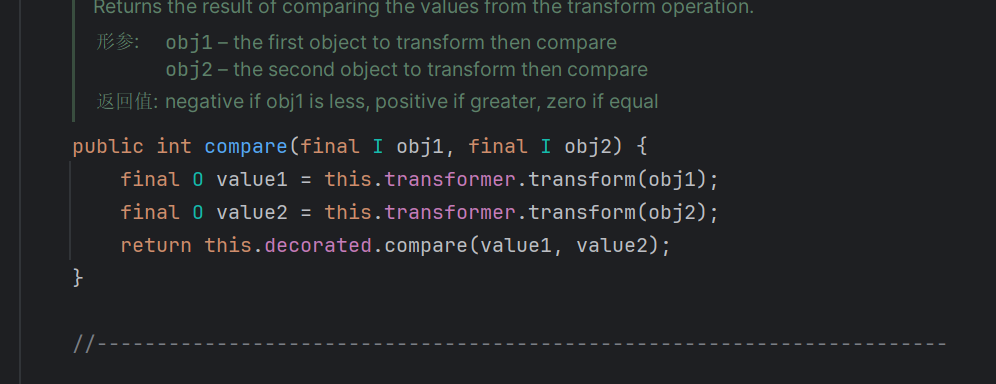 Returns the result of comparing the values from the transform operation.
形参: obj1 – the first object to transform then compare
obj2 – the second object to transform then compare
返回值: negative if obj1 is less, positive if greater, zero if equal
public int compare(final I obj1, final I obj2) {
    final O value1 = this.transformer.transform(obj1);
    final O value2 = this.transformer.transform(obj2);
    return this.decorated.compare(value1, value2);
}
//-----------------------------------------------------------------------